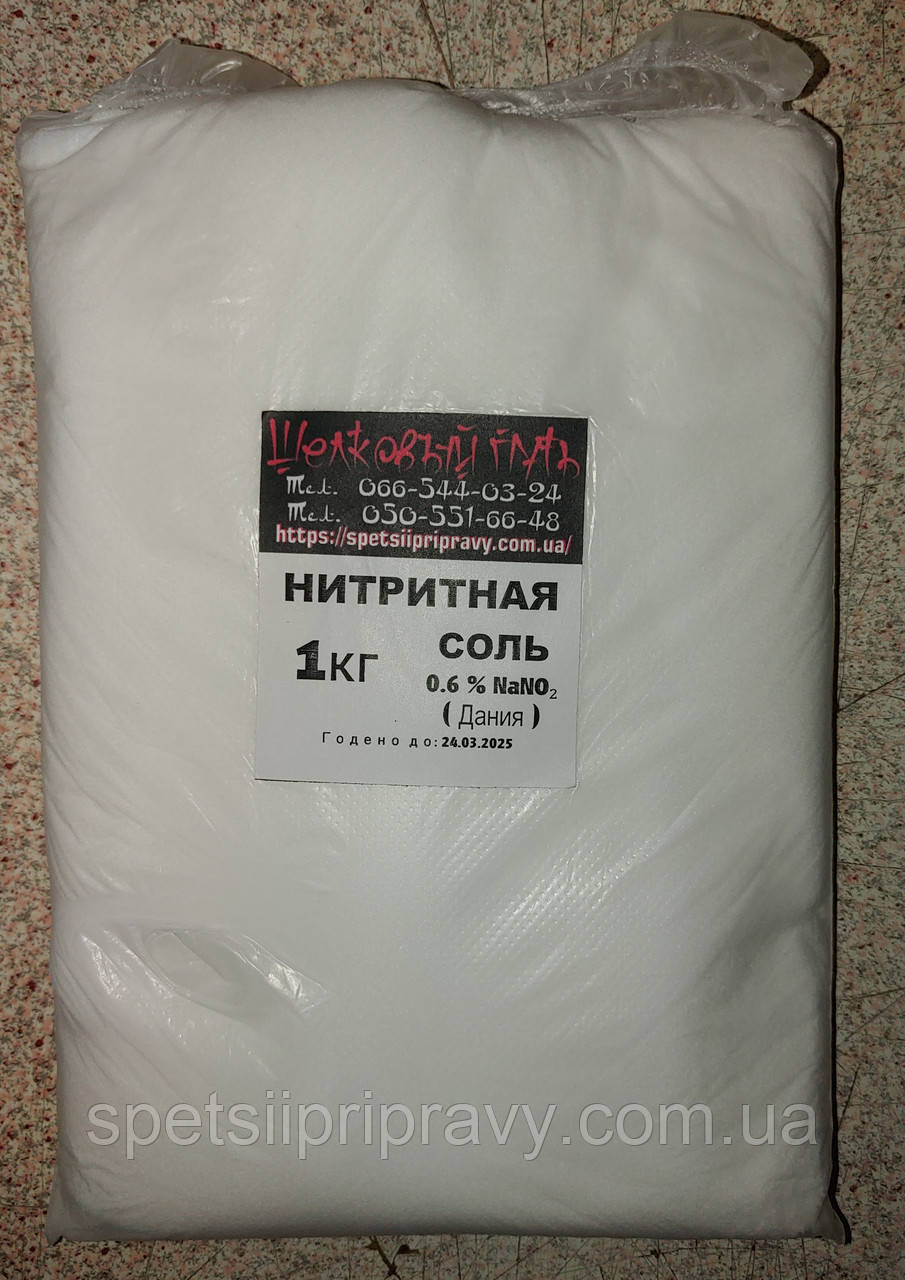 Шелковый путь
Тел. 066-544-03-24
Тел. 050-551-66-48
https://spetsiipripravy.com.ua/
НИТРИТНАЯ
СОЛЬ
1кг
0.6 % NaNO₂
( Дания )
Годено до: 24.03.2025
spetsiipripravy.com.ua